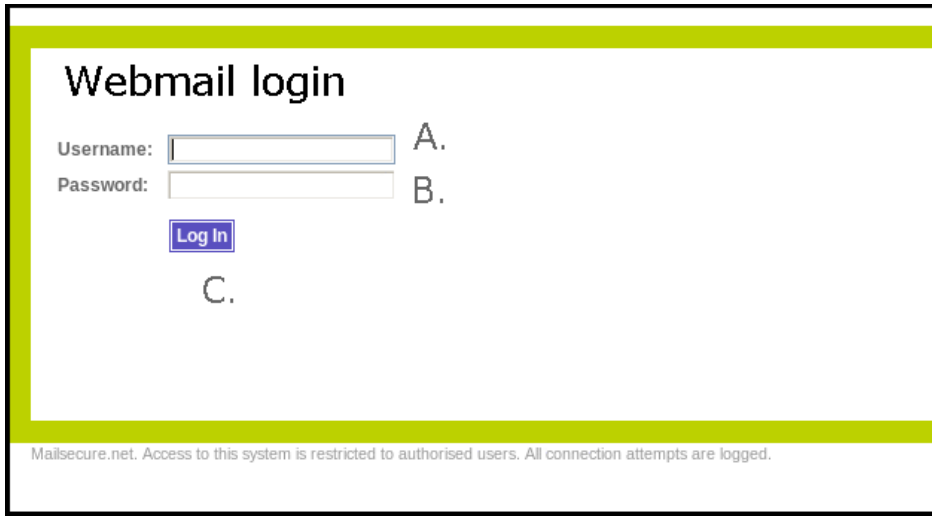 Webmail login
Username: A.
Password: B.
Log In
C.
Mailsecure.net. Access to this system is restricted to authorised users. All connection attempts are logged.